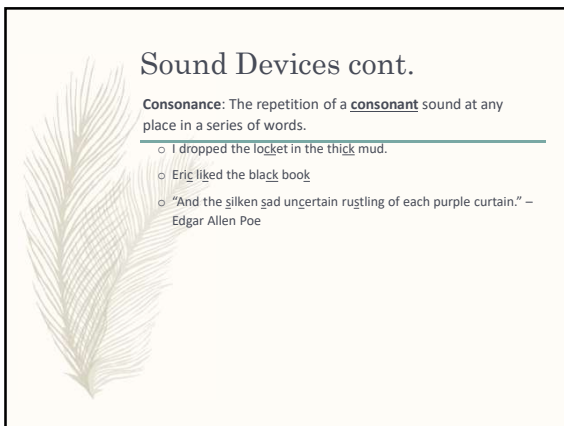 Sound Devices cont.
Consonance: The repetition of a consonant sound at any
place in a series of words.
o I dropped the locket in the thick mud.
o Eric liked the black book
o “And the silken sad uncertain rustling of each purple curtain.” –
Edgar Allen Poe